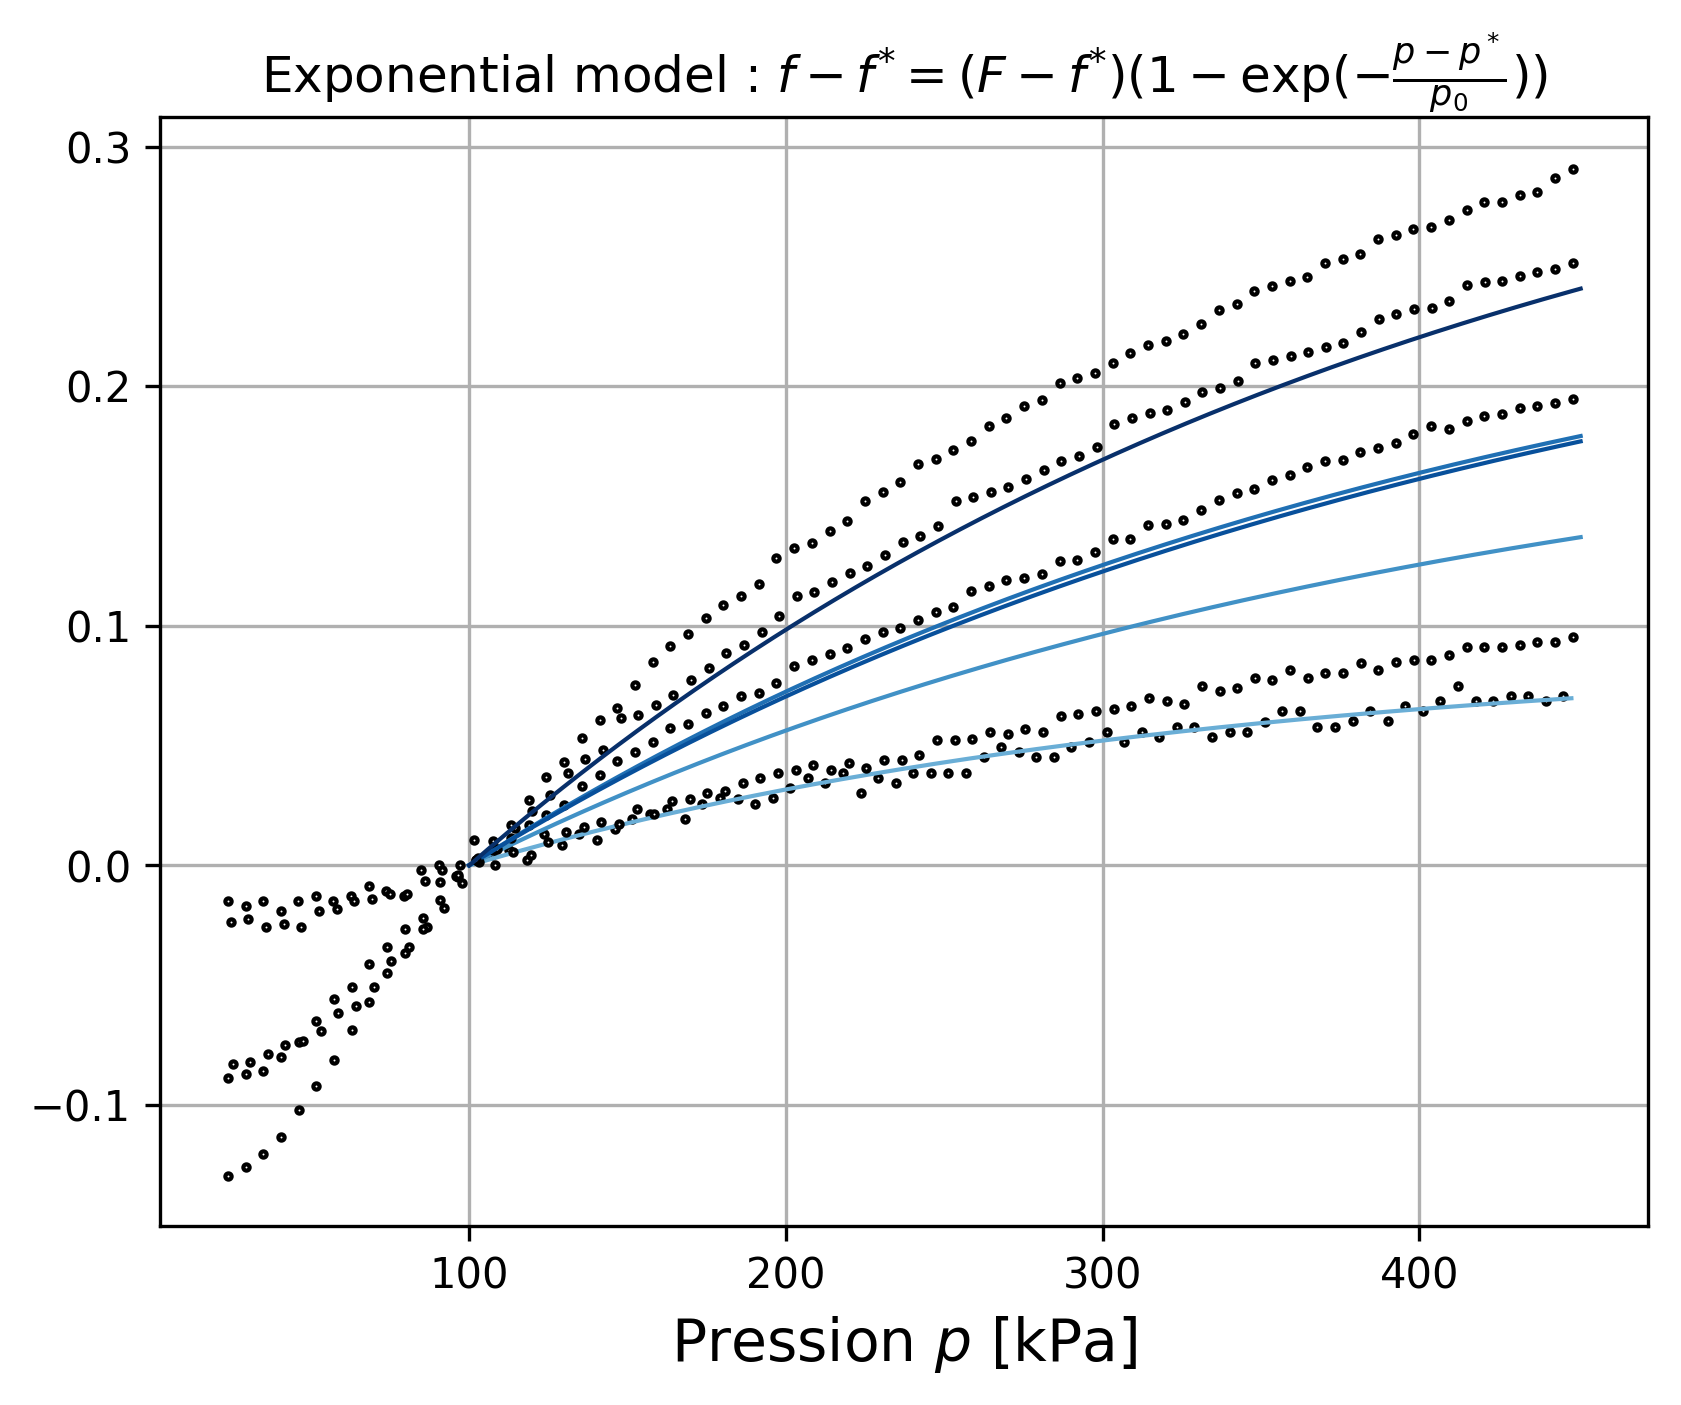 Exponential model : f − f* = (F − f*)(1 − exp(−\frac{p − p*}{p₀}))
0.3
0.2
0.1
0.0
−0.1
100 200 300 400
Pression p [kPa]